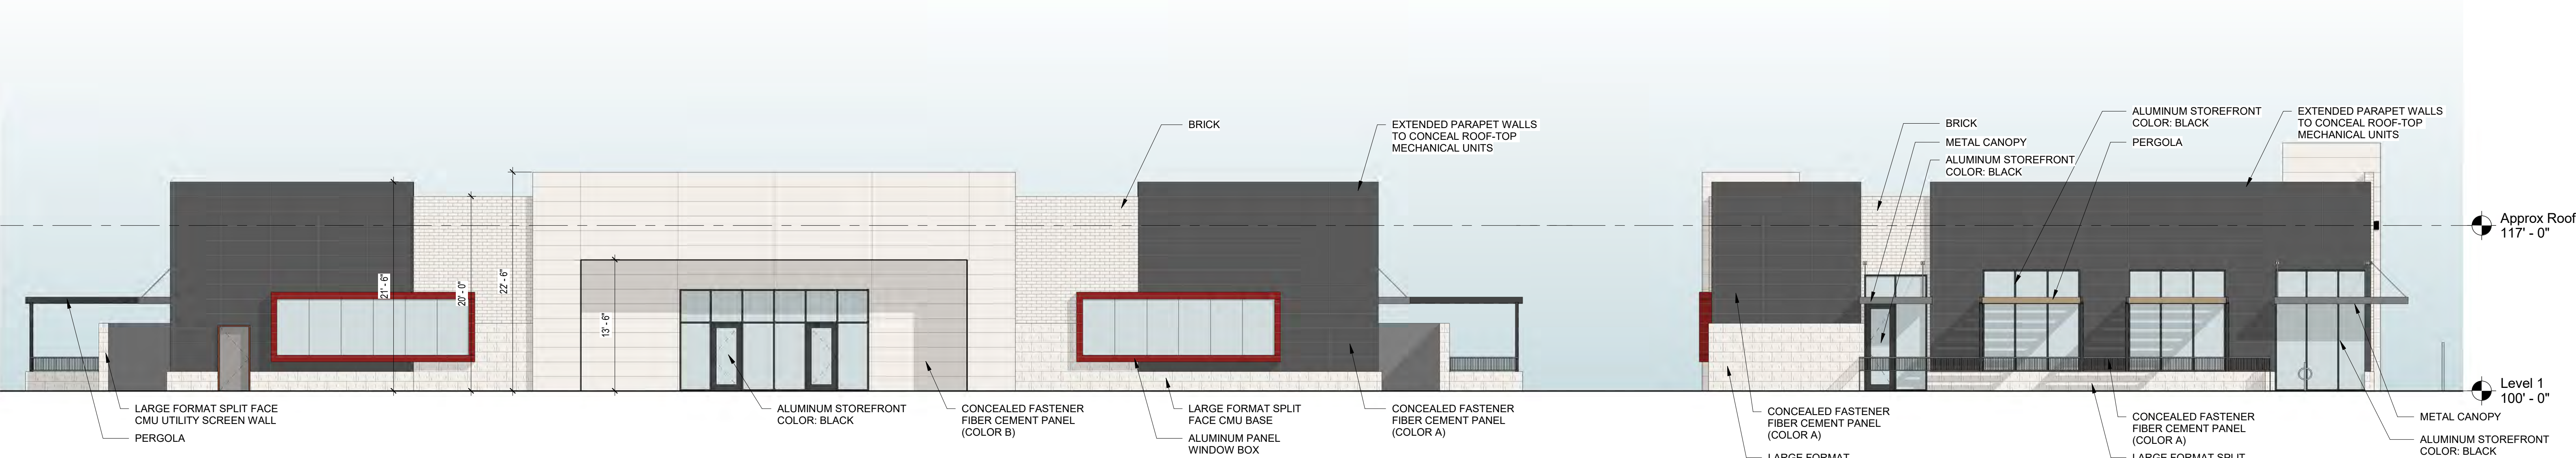 BRICK
EXTENDED PARAPET WALLS
TO CONCEAL ROOF-TOP
MECHANICAL UNITS
BRICK
METAL CANOPY
ALUMINUM STOREFRONT
COLOR: BLACK
ALUMINUM STOREFRONT
COLOR: BLACK
PERGOLA
EXTENDED PARAPET WALLS
TO CONCEAL ROOF-TOP
MECHANICAL UNITS
Approx Roof
117' - 0"
21' - 6"
20' - 0"
22' - 6"
13' - 6"
Level 1
100' - 0"
LARGE FORMAT SPLIT FACE
CMU UTILITY SCREEN WALL
PERGOLA
ALUMINUM STOREFRONT
COLOR: BLACK
CONCEALED FASTENER
FIBER CEMENT PANEL
(COLOR B)
LARGE FORMAT SPLIT
FACE CMU BASE
ALUMINUM PANEL
WINDOW BOX
CONCEALED FASTENER
FIBER CEMENT PANEL
(COLOR A)
CONCEALED FASTENER
FIBER CEMENT PANEL
(COLOR A)
LARGE FORMAT
CONCEALED FASTENER
FIBER CEMENT PANEL
(COLOR A)
LARGE FORMAT SPLIT
METAL CANOPY
ALUMINUM STOREFRONT
COLOR: BLACK